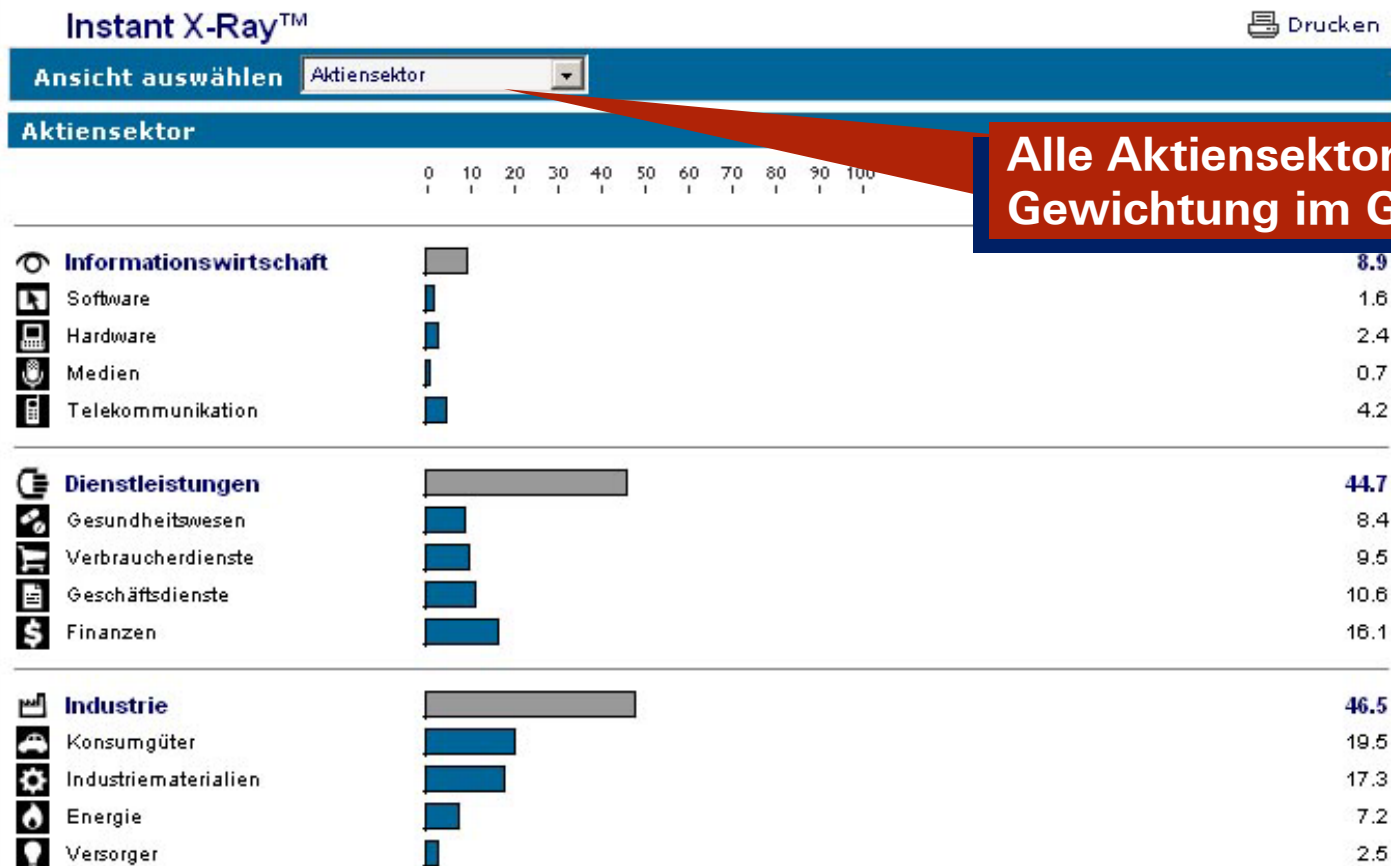 Instant X-Ray™ Drucken
Ansicht auswählen Aktiensektor
Aktiensektor
Alle Aktiensektor
Gewichtung im G
0 10 20 30 40 50 60 70 80 90 100
Informationswirtschaft 8.9
Software 1.6
Hardware 2.4
Medien 0.7
Telekommunikation 4.2
Dienstleistungen 44.7
Gesundheitswesen 8.4
Verbraucherdienste 9.5
Geschäftsdienste 10.6
Finanzen 16.1
Industrie 46.5
Konsumgüter 19.5
Industriematerialien 17.3
Energie 7.2
Versorger 2.5